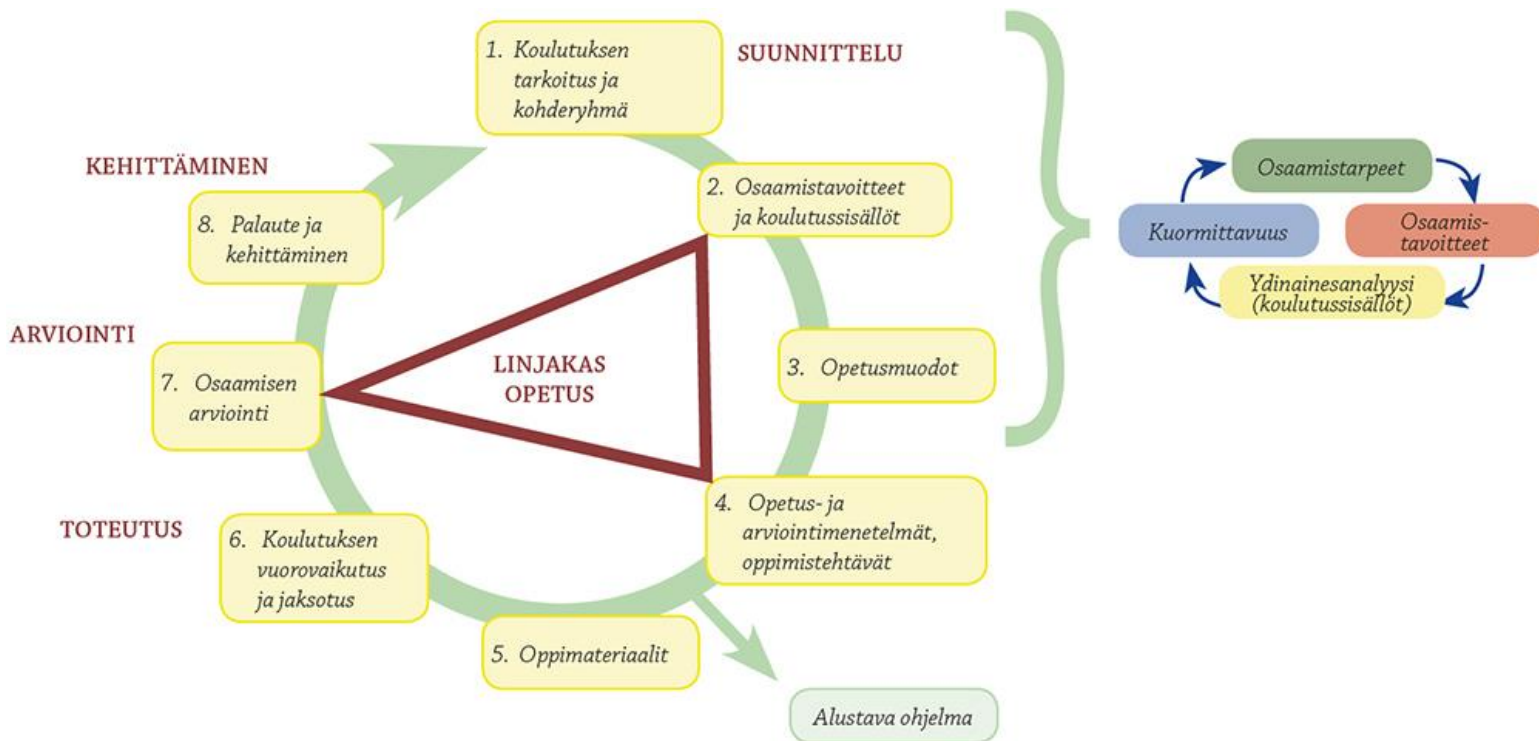 1. Koulutuksen
tarkoitus ja
kohderyhmä
SUUNNITTELU
2. Osaamistavoitteet
ja koulutussisällöt
3. Opetusmuodot
4. Opetus- ja
arviointimenetelmät,
oppimistehtävät
Alustava ohjelma
5. Oppimateriaalit
6. Koulutuksen
vuorovaikutus
ja jaksotus
TOTEUTUS
7. Osaamisen
arviointi
ARVIOINTI
8. Palaute ja
kehittäminen
KEHITTÄMINEN
LINJAKAS
OPETUS
Osaamistarpeet
Osaamis-
tavoitteet
Ydinainesanalyysi
(koulutussisällöt)
Kuormittavuus